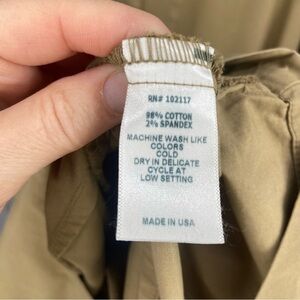 RN# 102117
98% COTTON
2% SPANDEX
MACHINE WASH LIKE
COLORS
COLD
DRY IN DELICATE
CYCLE AT
LOW SETTING
MADE IN USA